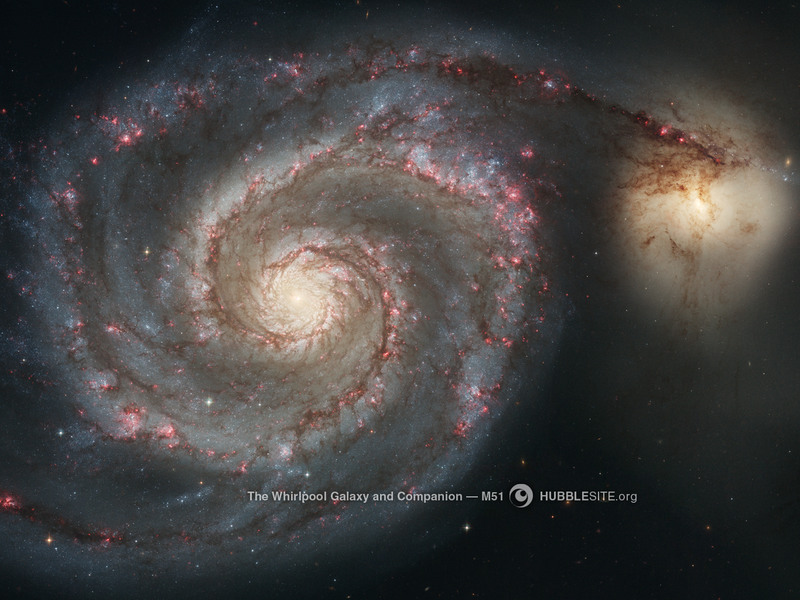 The Whirlpool Galaxy and Companion — M51 HUBBLESITE.org